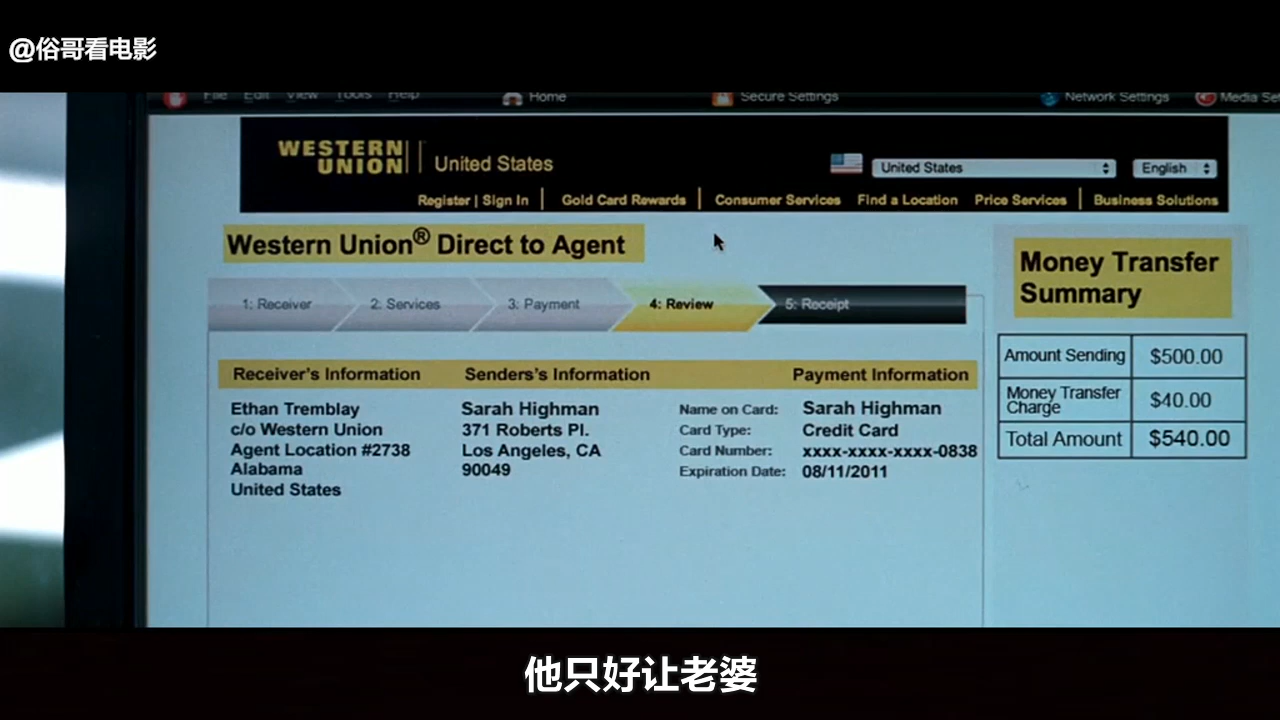 @俗哥看电影
File Edit View Tools Help Home Secure Settings Network Settings Media Se
WESTERN
UNION
United States
United States
English
Register | Sign In
Gold Card Rewards
Consumer Services
Find a Location
Price Services
Business Solutions
Western Union® Direct to Agent
1: Receiver
2: Services
3: Payment
4: Review
5: Receipt
Receiver's Information
Ethan Tremblay
c/o Western Union
Agent Location #2738
Alabama
United States
Senders's Information
Sarah Highman
371 Roberts Pl.
Los Angeles, CA
90049
Payment Information
Name on Card: Sarah Highman
Card Type: Credit Card
Card Number: xxxx-xxxx-xxxx-0838
Expiration Date: 08/11/2011
Money Transfer
Summary
Amount Sending $500.00
Money Transfer
Charge $40.00
Total Amount $540.00
他只好让老婆